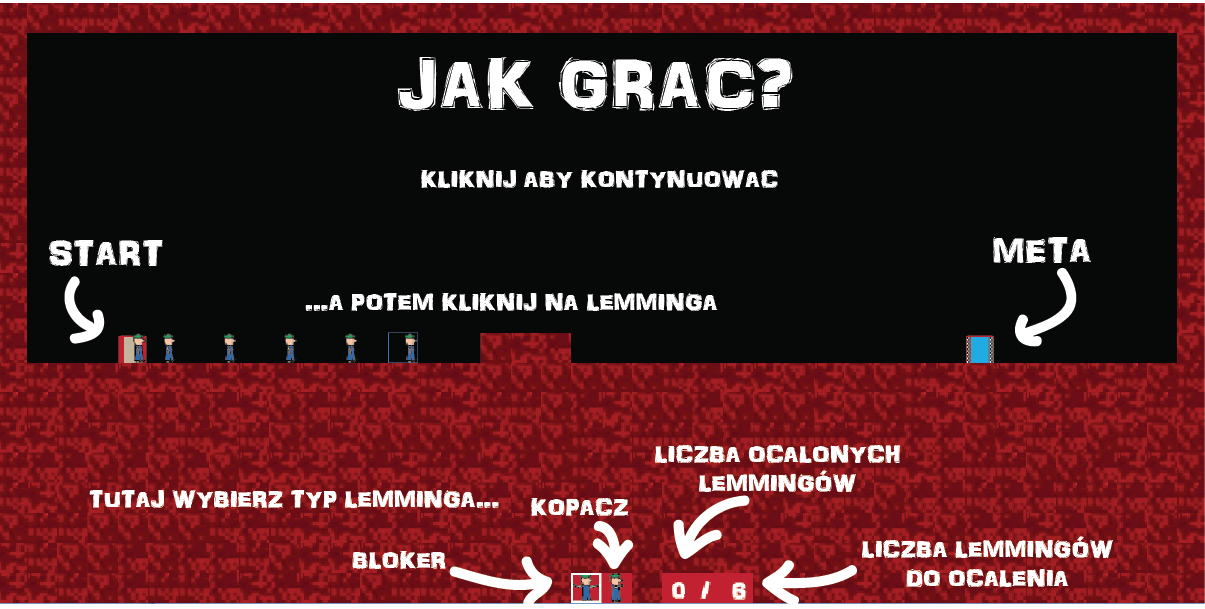 JAK GRAC?
KLIKNIJ ABY KONTYNUOWAC
START
META
...A POTEM KLIKNIJ NA LEMMINGA
LICZBA OCALONYCH
LEMMINGÓW
TUTAJ WYBIERZ TYP LEMMINGA...
KOPACZ
BLOKER
LICZBA LEMMINGÓW
DO OCALENIA
0 / 6